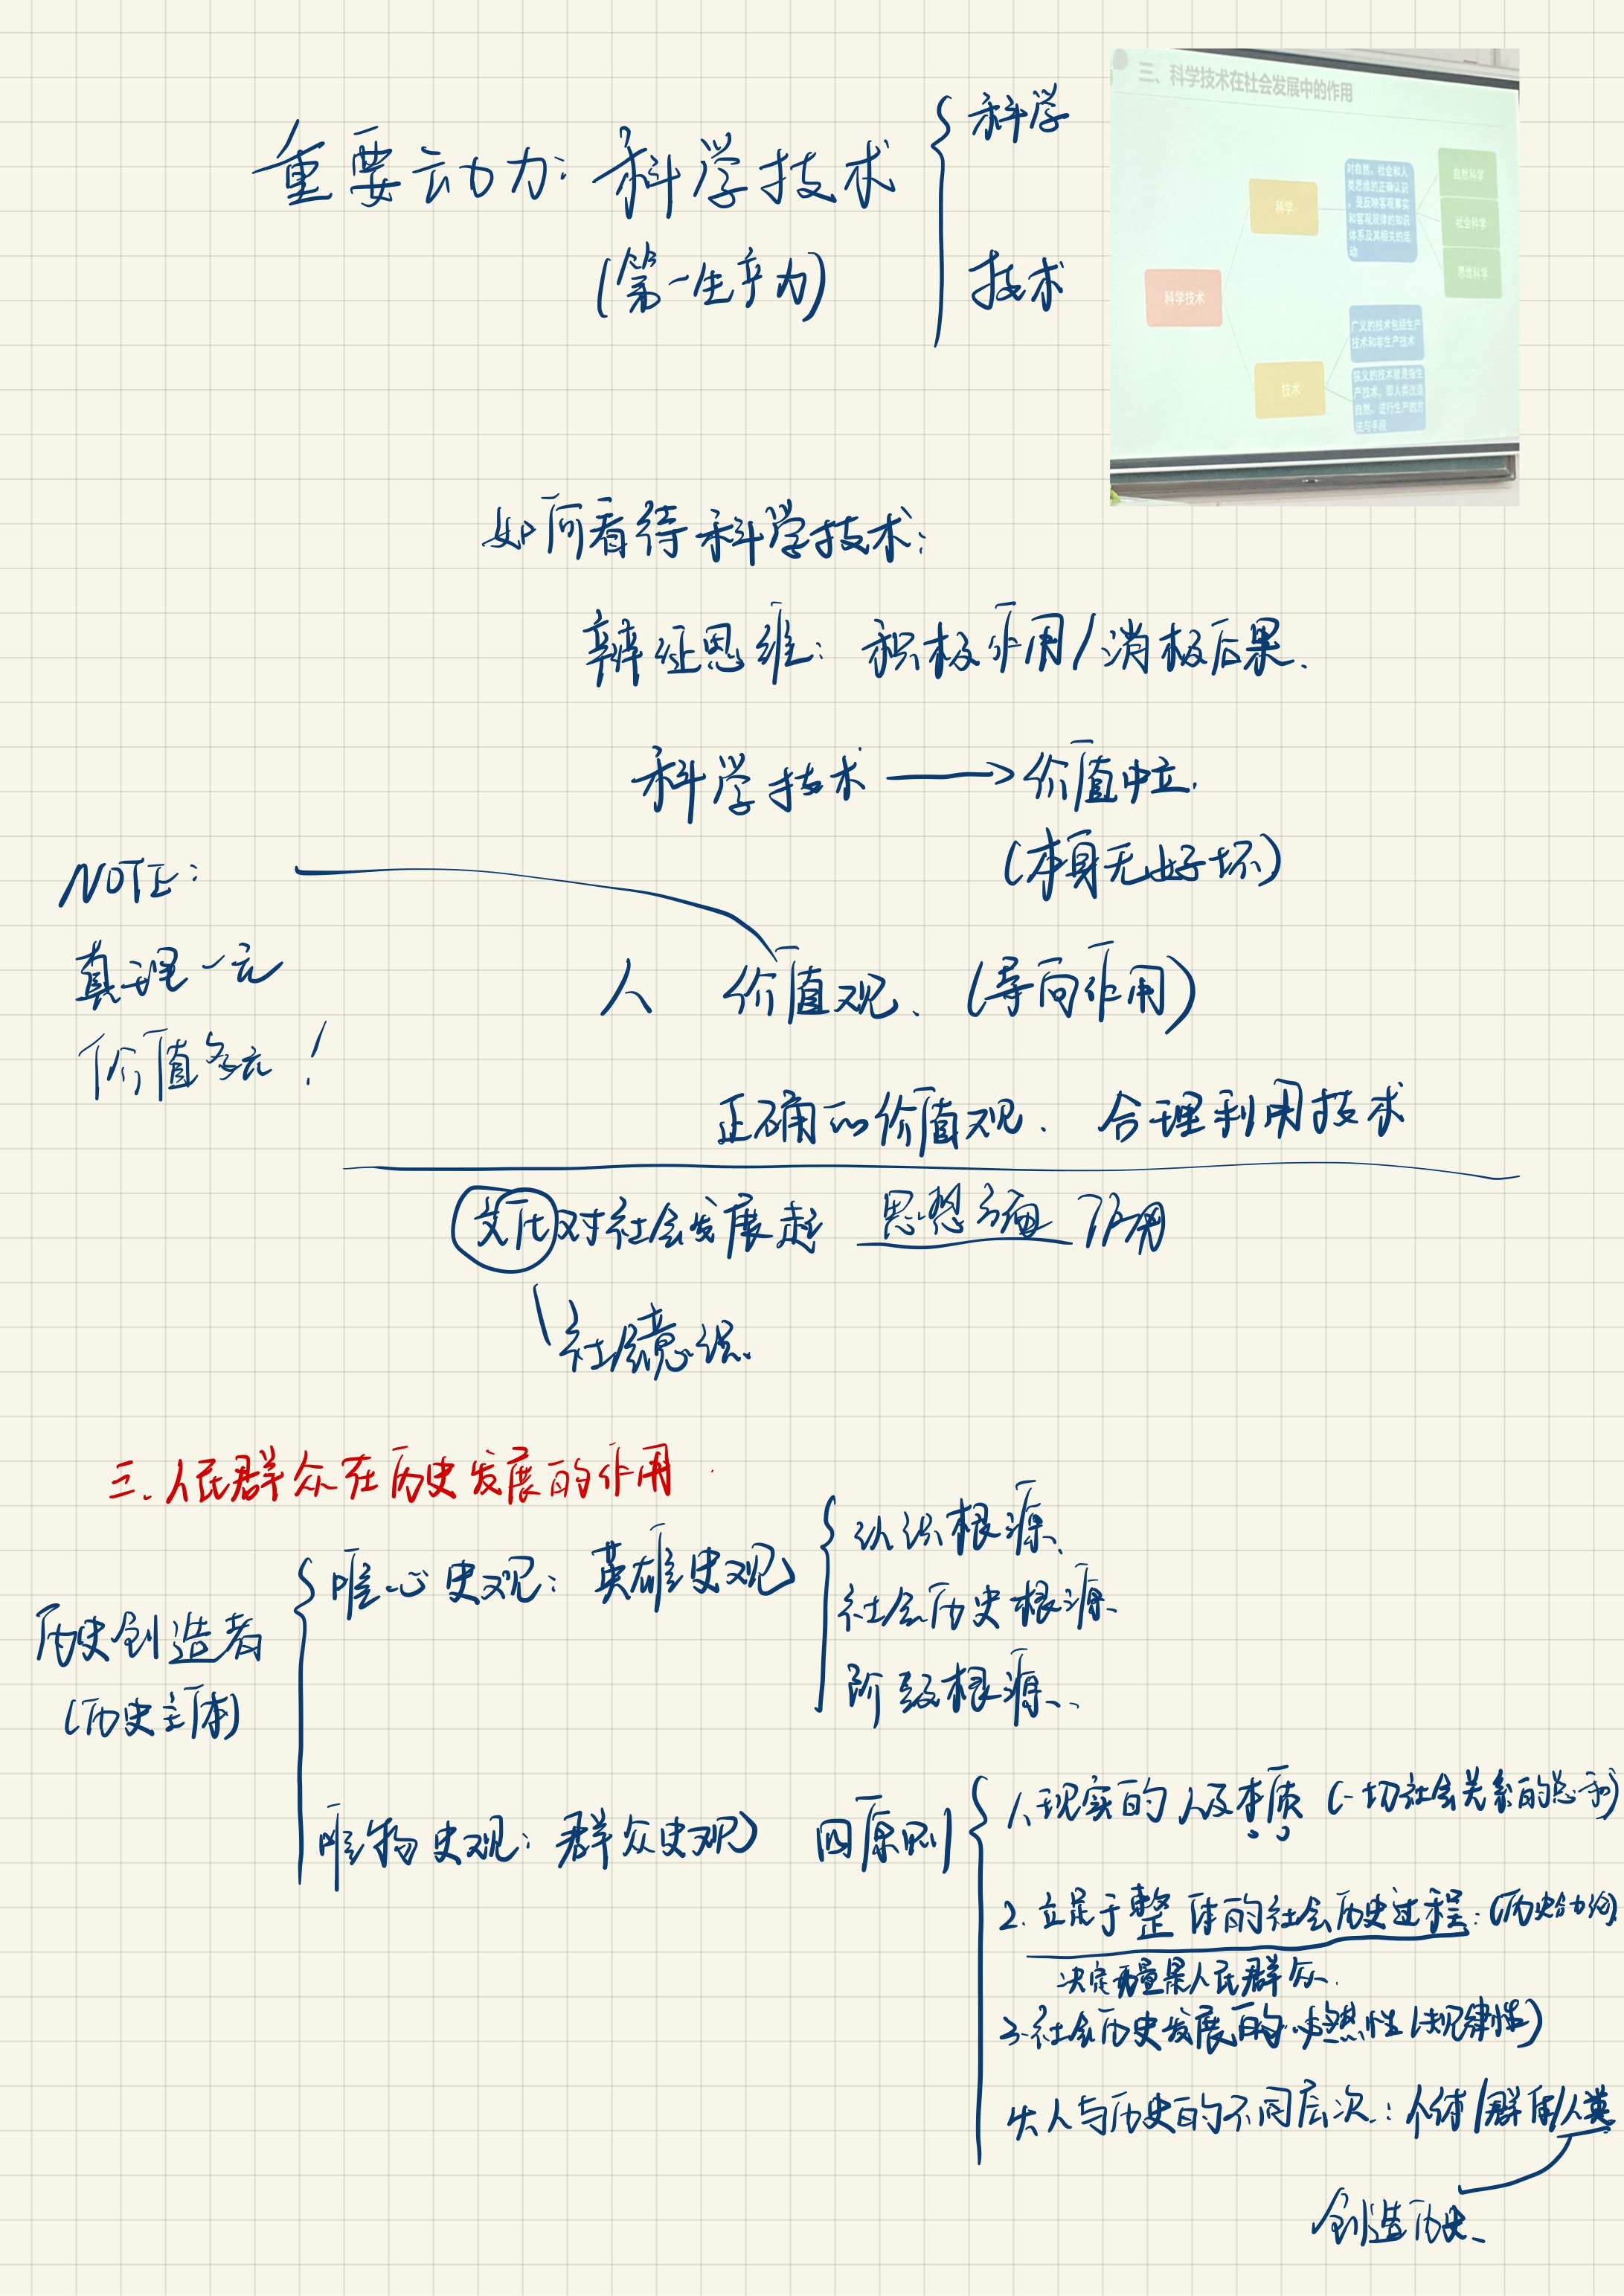 重要动力：科学技术
(第一生产力)
科学
技术
三、科学技术在社会发展中的作用
科学技术
科学
对自然、社会和人
类思维的正确认识
，是反映客观事实
和客观规律的知识
体系及其相关的活
动
自然科学
社会科学
思维科学
技术
广义的技术包括生产
技术和非生产技术
狭义的技术就是指生
产技术，即人类改造
自然、进行生产的方
法与手段
如何看待科学技术：
辩证思维：积极作用/消极后果、
科学技术 → 价值中立.
(本身无好坏)
NOTE：
真理一元
价值多元！
人 价值观、(导向作用)
正确的价值观. 合理利用技术
文化对社会发展起 思想方面 作用
社会意识.
三.人民群众在历史发展的作用
历史创造者
(历史主体)
唯心史观：英雄史观
认识根源、
社会历史根源、
阶级根源、
唯物史观：群众史观 四原则
1、现实的人及本质 (一切社会关系的总和)
2. 立足于整体的社会历史过程.(历史合力论)
决定力量是人民群众.
3.社会历史发展的必然性(规律性)
4.人与历史的不同层次：个体/群体/人类
创造历史、